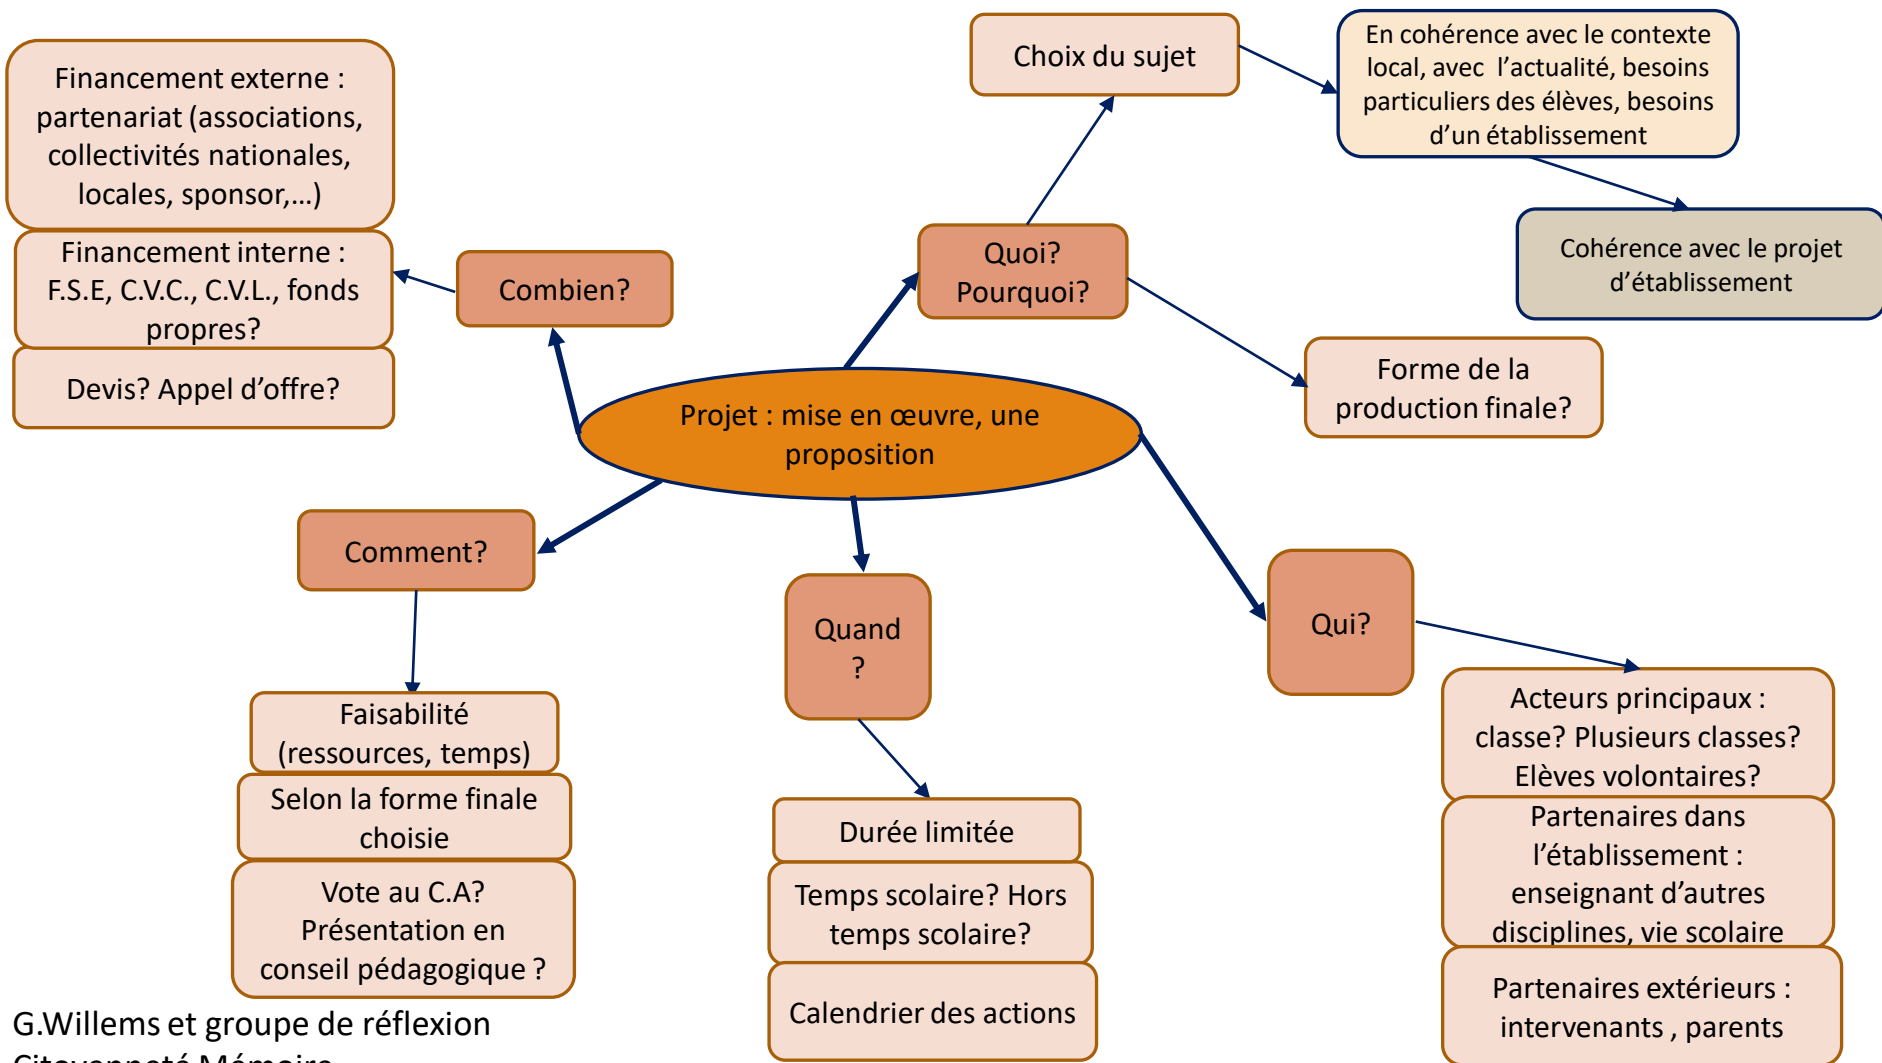 Financement externe :
partenariat (associations,
collectivités nationales,
locales, sponsor,...)
Financement interne :
F.S.E, C.V.C., C.V.L., fonds
propres?
Devis? Appel d'offre?
Combien?
Choix du sujet
En cohérence avec le contexte
local, avec l'actualité, besoins
particuliers des élèves, besoins
d'un établissement
Cohérence avec le projet
d'établissement
Quoi?
Pourquoi?
Forme de la
production finale?
Projet : mise en œuvre, une
proposition
Comment?
Faisabilité
(ressources, temps)
Selon la forme finale
choisie
Vote au C.A?
Présentation en
conseil pédagogique ?
Quand
?
Durée limitée
Temps scolaire? Hors
temps scolaire?
Calendrier des actions
Qui?
Acteurs principaux :
classe? Plusieurs classes?
Elèves volontaires?
Partenaires dans
l'établissement :
enseignant d'autres
disciplines, vie scolaire
Partenaires extérieurs :
intervenants , parents
G.Willems et groupe de réflexion
Citoyenneté Mémoire